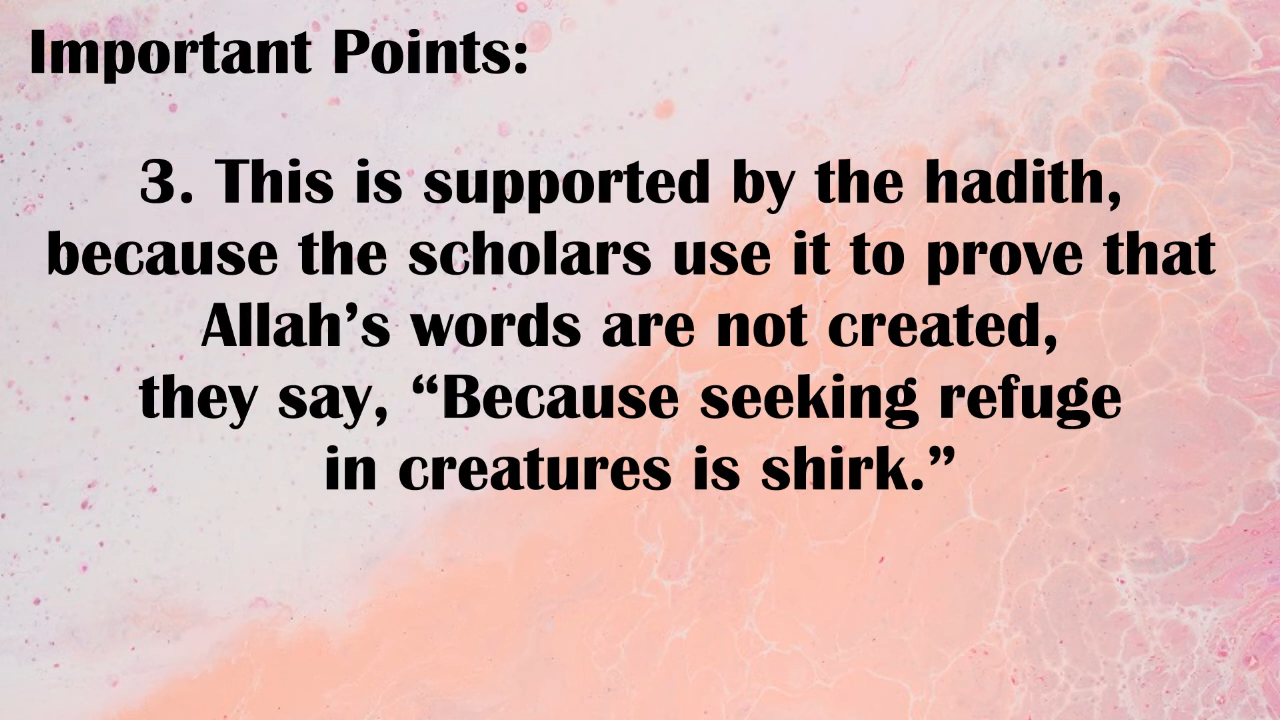 Important Points:
3. This is supported by the hadith,
because the scholars use it to prove that
Allah’s words are not created,
they say, “Because seeking refuge
in creatures is shirk.”